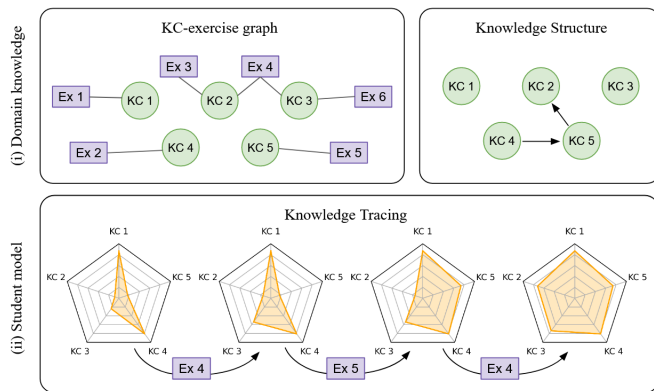 (i) Domain knowledge
KC-exercise graph
Ex 3
Ex 4
Ex 1
KC 1
KC 2
KC 3
Ex 6
Ex 2
KC 4
KC 5
Ex 5
Knowledge Structure
KC 1
KC 2
KC 3
KC 4
KC 5
(ii) Student model
Knowledge Tracing
KC 1
KC 2
KC 5
KC 3
KC 4
KC 1
KC 2
KC 5
KC 3
KC 4
KC 1
KC 2
KC 5
KC 3
KC 4
KC 1
KC 2
KC 5
KC 3
KC 4
Ex 4
Ex 5
Ex 4